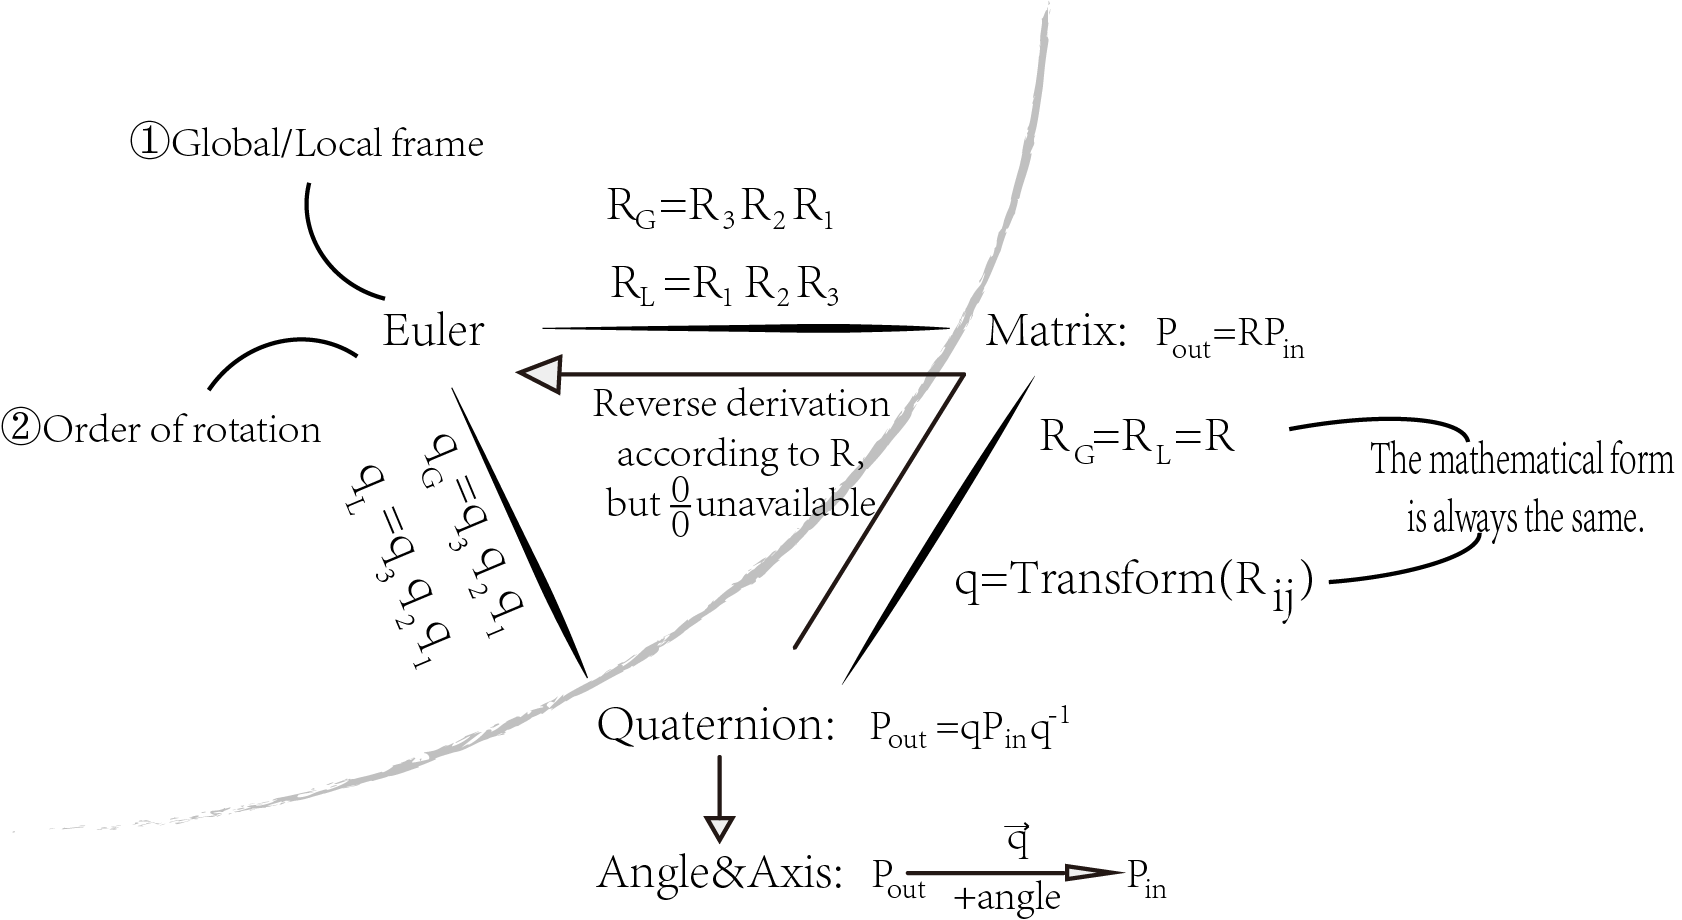 ①Global/Local frame
R_G=R_3 R_2 R_1
R_L=R_1 R_2 R_3
Euler
Matrix: P_out=RP_in
②Order of rotation
Reverse derivation
according to R,
but 0/0 unavailable
R_G=R_L=R
The mathematical form
is always the same.
q_G=q_3 q_2 q_1
q_L=q_3 q_2 q_1
q=Transform(R_ij)
Quaternion: P_out=qP_in q^-1
q⃗
Angle&Axis: P_out P_in
+angle